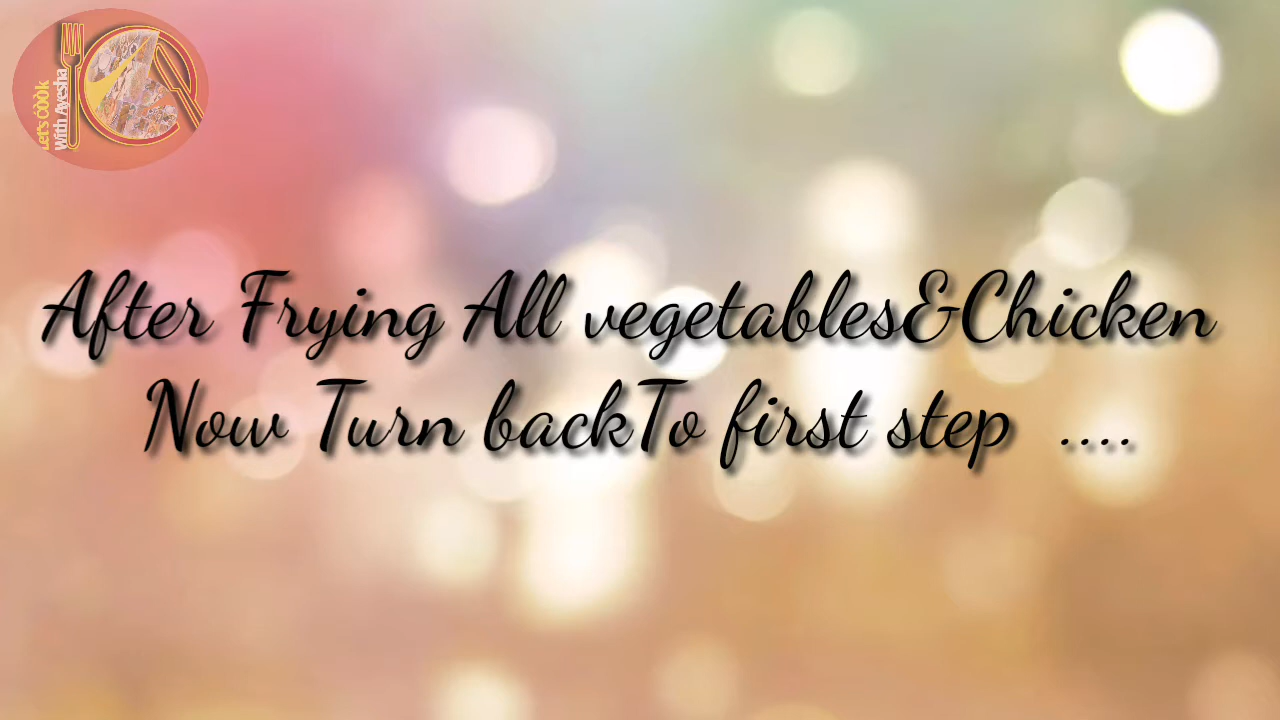 Let's COOk
With Ayesha
After Frying All vegetables&Chicken
Now Turn backTo first step ....